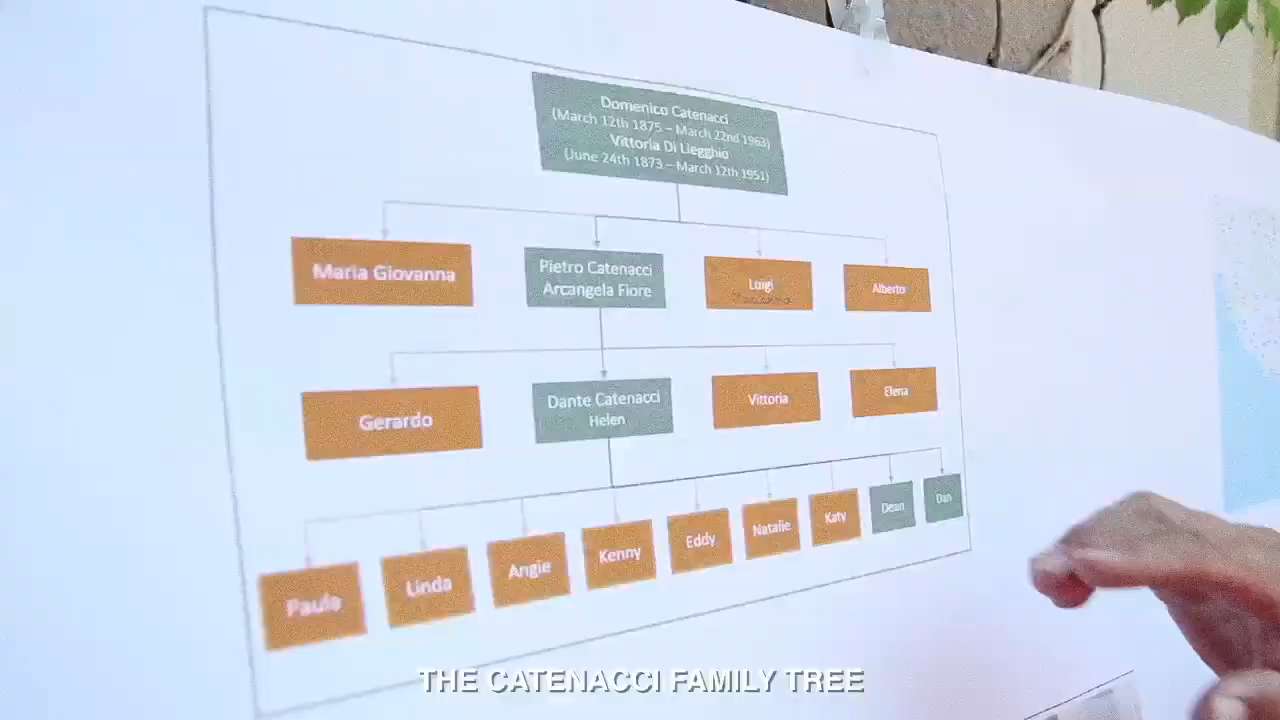 Domenico Catenacci
(March 12th 1875 – March 22nd 1963)
Vittoria Di Liegghio
(June 24th 1873 – March 12th 1951)
Maria Giovanna
Pietro Catenacci
Arcangela Fiore
Luigi
Alberto
Gerardo
Dante Catenacci
Helen
Vittoria
Elena
Paula
Linda
Angie
Kenny
Eddy
Natalie
Katy
Dean
Dan
THE CATENACCI FAMILY TREE